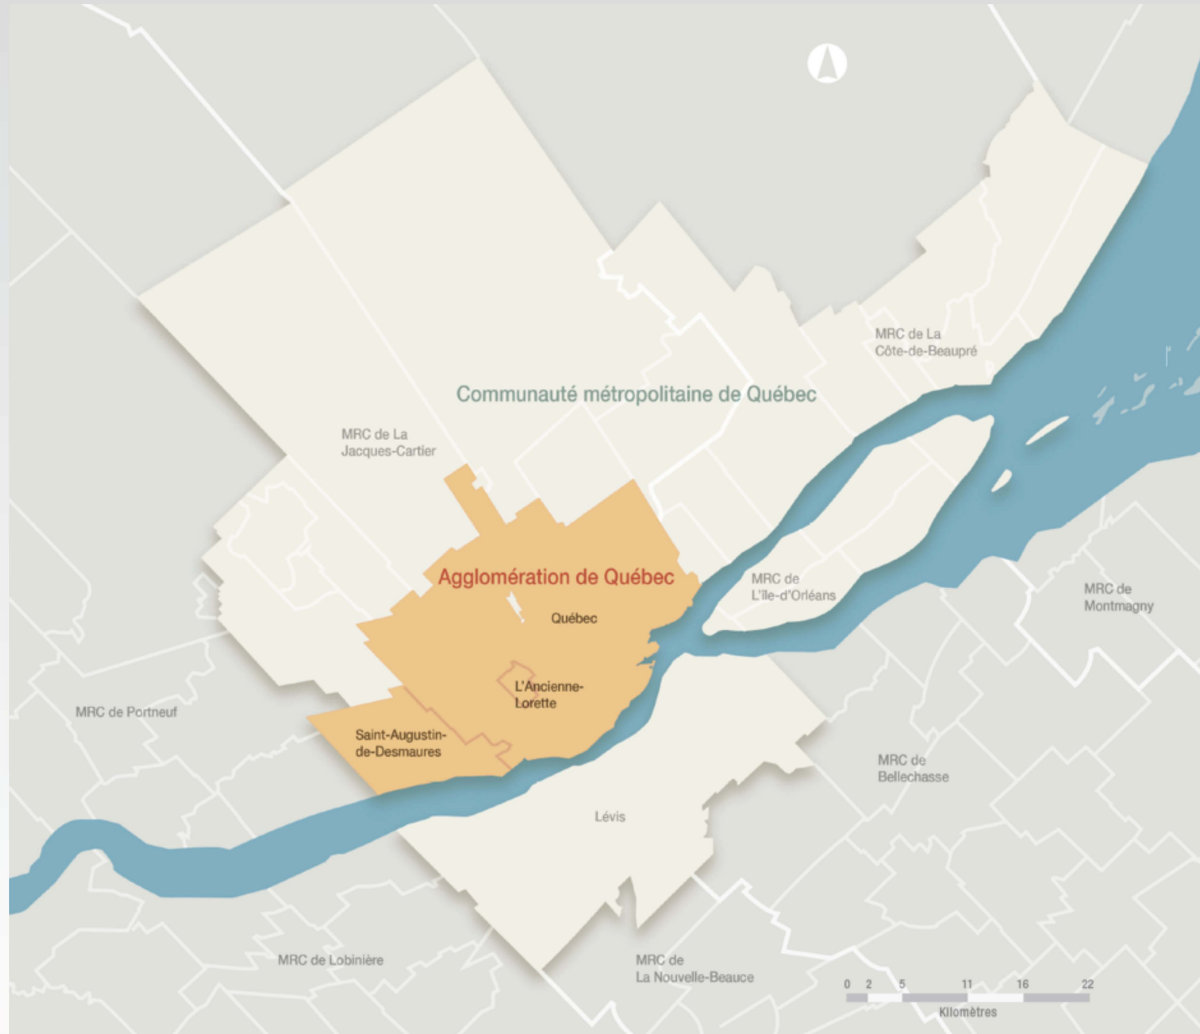 MRC de La
Côte-de-Beaupré
Communauté métropolitaine de Québec
MRC de La
Jacques-Cartier
Agglomération de Québec
MRC de
L'île-d'Orléans
MRC de
Montmagny
Québec
L'Ancienne-
Lorette
MRC de Portneuf
Saint-Augustin-
de-Desmaures
MRC de
Bellechasse
Lévis
MRC de Lobinière
MRC de
La Nouvelle-Beauce
0 2 5 11 16 22
Kilomètres